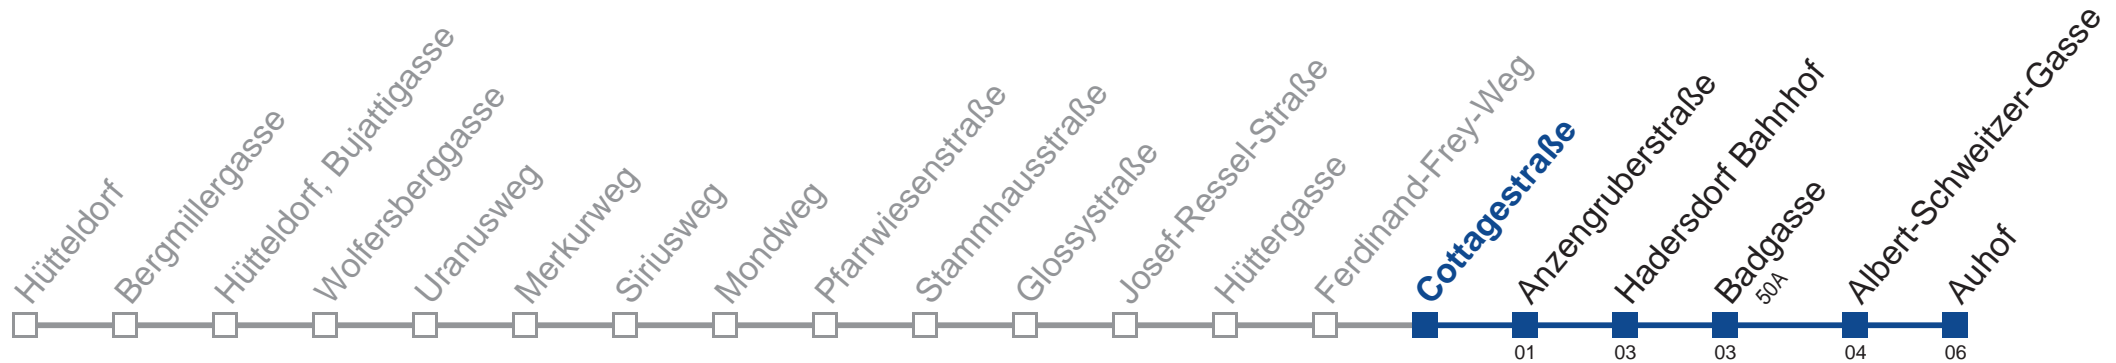 Hütteldorf
Bergmillergasse
Hütteldorf, Bujattigasse
Wolfersberggasse
Uranusweg
Merkurweg
Siriusweg
Mondweg
Pfarrwiesenstraße
Stammhausstraße
Glossystraße
Josef-Ressel-Straße
Hüttergasse
Ferdinand-Frey-Weg
Cottagestraße
Anzengruberstraße
Hadersdorf Bahnhof
Badgasse
50A
Albert-Schweitzer-Gasse
Auhof
01 03 03 04 06